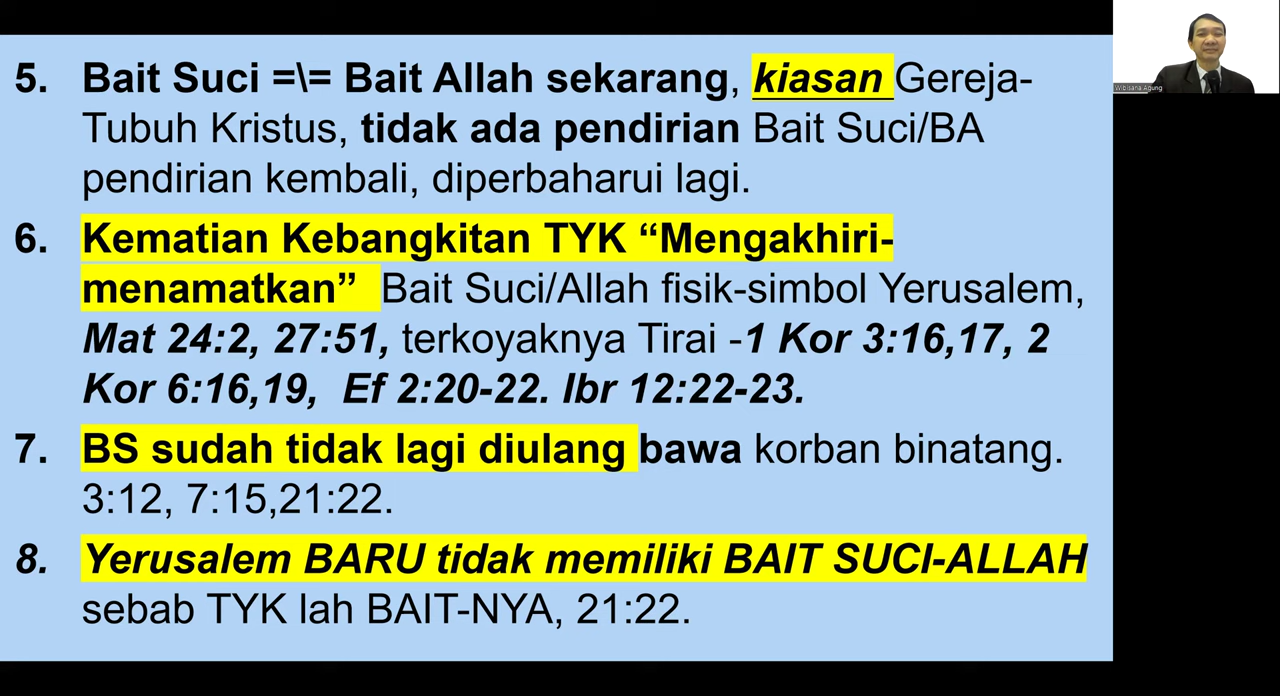 5. Bait Suci =\= Bait Allah sekarang, kiasan Gereja-
Tubuh Kristus, tidak ada pendirian Bait Suci/BA
pendirian kembali, diperbaharui lagi.
6. Kematian Kebangkitan TYK “Mengakhiri-
menamatkan” Bait Suci/Allah fisik-simbol Yerusalem,
Mat 24:2, 27:51, terkoyaknya Tirai -1 Kor 3:16,17, 2
Kor 6:16,19, Ef 2:20-22. Ibr 12:22-23.
7. BS sudah tidak lagi diulang bawa korban binatang.
3:12, 7:15,21:22.
8. Yerusalem BARU tidak memiliki BAIT SUCI-ALLAH
sebab TYK lah BAIT-NYA, 21:22.
Wibisana Agung